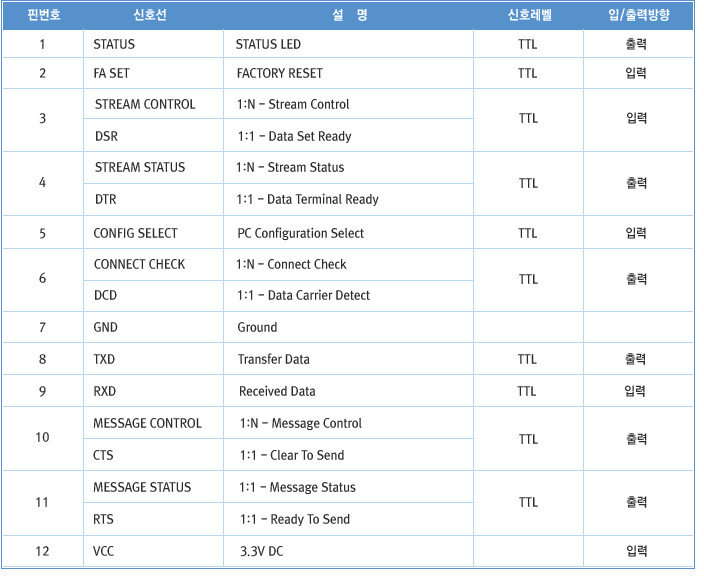 핀번호 신호선 설 명 신호레벨 입/출력방향
1 STATUS STATUS LED TTL 출력
2 FA SET FACTORY RESET TTL 입력
3 STREAM CONTROL 1:N – Stream Control TTL 입력
DSR 1:1 – Data Set Ready
4 STREAM STATUS 1:N – Stream Status TTL 출력
DTR 1:1 – Data Terminal Ready
5 CONFIG SELECT PC Configuration Select TTL 입력
6 CONNECT CHECK 1:N – Connect Check TTL 출력
DCD 1:1 – Data Carrier Detect
7 GND Ground
8 TXD Transfer Data TTL 출력
9 RXD Received Data TTL 입력
10 MESSAGE CONTROL 1:N – Message Control TTL 출력
CTS 1:1 – Clear To Send
11 MESSAGE STATUS 1:1 – Message Status TTL 출력
RTS 1:1 – Ready To Send
12 VCC 3.3V DC 입력